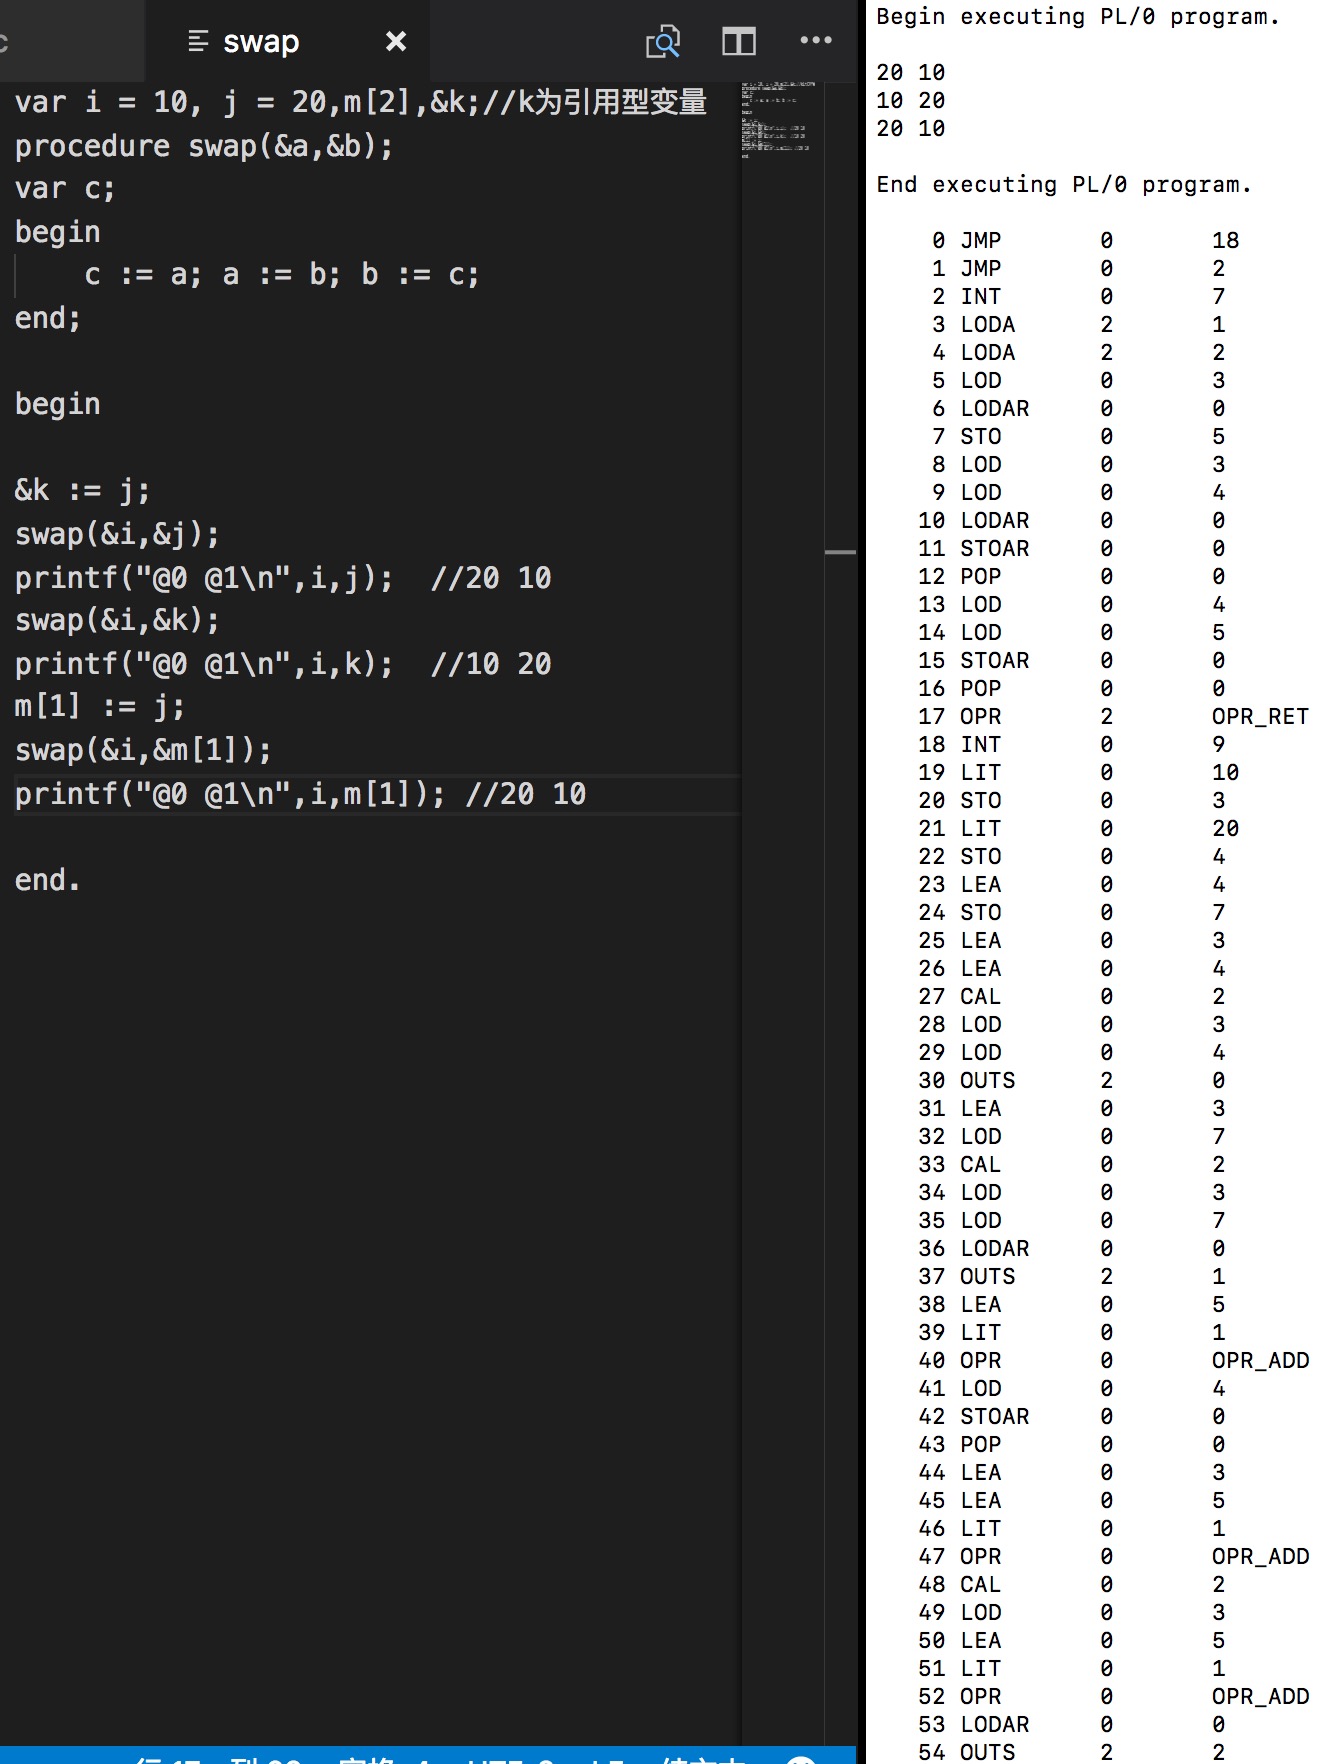 c
swap
var i = 10, j = 20,m[2],&k;//k为引用型变量
procedure swap(&a,&b);
var c;
begin
    c := a; a := b; b := c;
end;
begin
&k := j;
swap(&i,&j);
printf("@0 @1\n",i,j);  //20 10
swap(&i,&k);
printf("@0 @1\n",i,k);  //10 20
m[1] := j;
swap(&i,&m[1]);
printf("@0 @1\n",i,m[1]); //20 10
end.
Begin executing PL/0 program.
20 10
10 20
20 10
End executing PL/0 program.
0 JMP 0 18
1 JMP 0 2
2 INT 0 7
3 LODA 2 1
4 LODA 2 2
5 LOD 0 3
6 LODAR 0 0
7 STO 0 5
8 LOD 0 3
9 LOD 0 4
10 LODAR 0 0
11 STOAR 0 0
12 POP 0 0
13 LOD 0 4
14 LOD 0 5
15 STOAR 0 0
16 POP 0 0
17 OPR 2 OPR_RET
18 INT 0 9
19 LIT 0 10
20 STO 0 3
21 LIT 0 20
22 STO 0 4
23 LEA 0 4
24 STO 0 7
25 LEA 0 3
26 LEA 0 4
27 CAL 0 2
28 LOD 0 3
29 LOD 0 4
30 OUTS 2 0
31 LEA 0 3
32 LOD 0 7
33 CAL 0 2
34 LOD 0 3
35 LOD 0 7
36 LODAR 0 0
37 OUTS 2 1
38 LEA 0 5
39 LIT 0 1
40 OPR 0 OPR_ADD
41 LOD 0 4
42 STOAR 0 0
43 POP 0 0
44 LEA 0 3
45 LEA 0 5
46 LIT 0 1
47 OPR 0 OPR_ADD
48 CAL 0 2
49 LOD 0 3
50 LEA 0 5
51 LIT 0 1
52 OPR 0 OPR_ADD
53 LODAR 0 0
54 OUTS 2 2